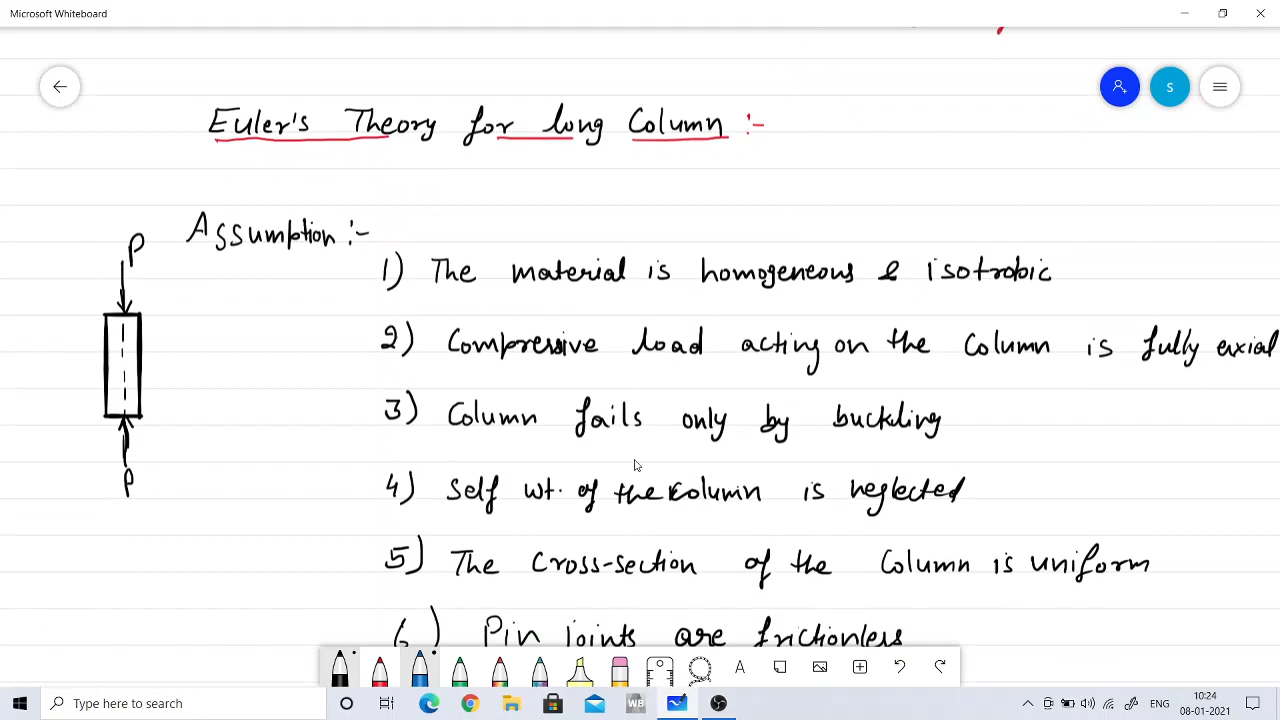 Microsoft Whiteboard
S
Euler's Theory for long Column :-
Assumption :-
P
P
1) The material is homogeneous & isotrobic
2) Compressive load acting on the column is fully axial
3) Column fails only by buckling
4) Self wt. of the column is neglected
5) The cross-section of the column is uniform
6) Pin joints are frictionless
A
Type here to search
WB
ENG
10:24
08-01-2021